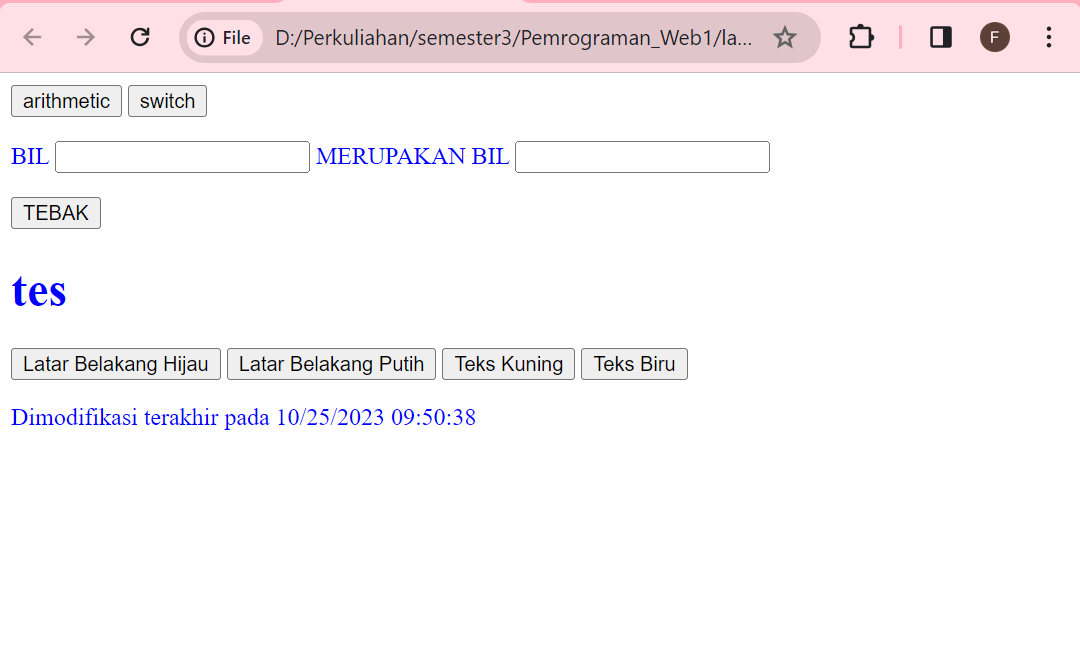 File D:/Perkuliahan/semester3/Pemrograman_Web1/la... F
arithmetic switch
BIL MERUPAKAN BIL
TEBAK
tes
Latar Belakang Hijau Latar Belakang Putih Teks Kuning Teks Biru
Dimodifikasi terakhir pada 10/25/2023 09:50:38